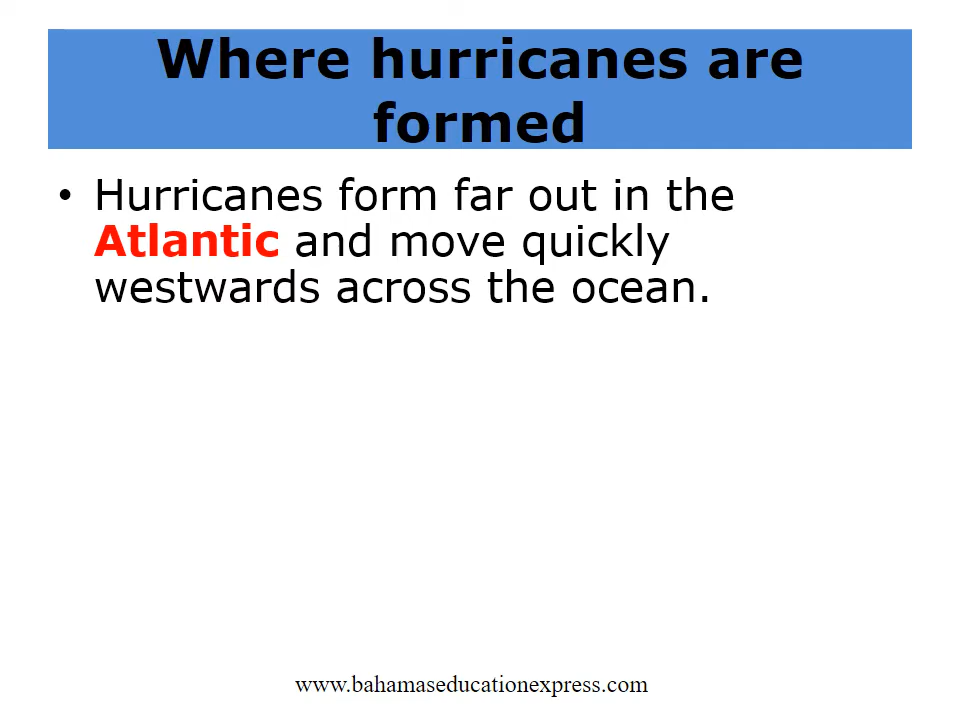 Where hurricanes are
formed
• Hurricanes form far out in the
Atlantic and move quickly
westwards across the ocean.
www.bahamaseducationexpress.com